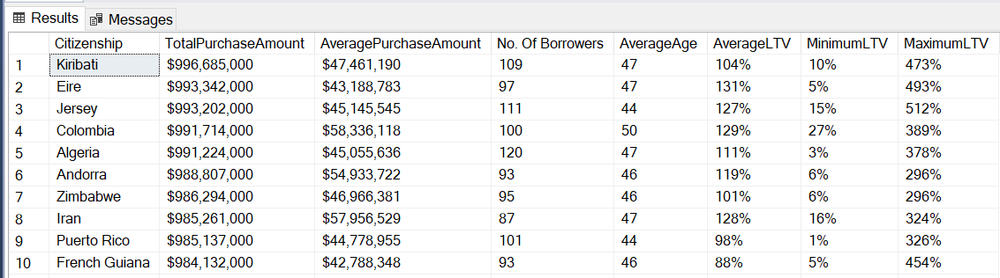 Results Messages
Citizenship TotalPurchaseAmount AveragePurchaseAmount No. Of Borrowers AverageAge AverageLTV MinimumLTV MaximumLTV
1 Kiribati $996,685,000 $47,461,190 109 47 104% 10% 473%
2 Eire $993,342,000 $43,188,783 97 47 131% 5% 493%
3 Jersey $993,202,000 $45,145,545 111 44 127% 15% 512%
4 Colombia $991,714,000 $58,336,118 100 50 129% 27% 389%
5 Algeria $991,224,000 $45,055,636 120 47 111% 3% 378%
6 Andorra $988,807,000 $54,933,722 93 46 119% 6% 296%
7 Zimbabwe $986,294,000 $46,966,381 95 46 101% 6% 296%
8 Iran $985,261,000 $57,956,529 87 47 128% 16% 324%
9 Puerto Rico $985,137,000 $44,778,955 101 44 98% 1% 326%
10 French Guiana $984,132,000 $42,788,348 93 46 88% 5% 454%